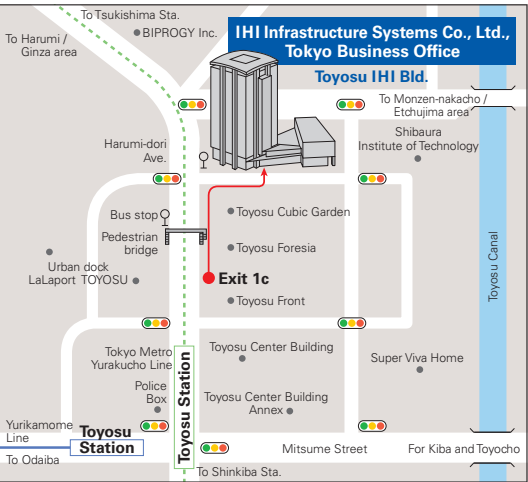 To Tsukishima Sta.
To Harumi /
Ginza area
BIPROGY Inc.
IHI Infrastructure Systems Co., Ltd.,
Tokyo Business Office
Toyosu IHI Bld.
To Monzen-nakacho /
Etchujima area
Shibaura
Institute of Technology
Harumi-dori
Ave.
Bus stop
Pedestrian
bridge
Toyosu Cubic Garden
Toyosu Foresia
Urban dock
LaLaport TOYOSU
Exit 1c
Toyosu Front
Toyosu Canal
Tokyo Metro
Yurakucho Line
Toyosu Station
Toyosu Center Building
Super Viva Home
Police
Box
Toyosu Center Building
Annex
Yurikamome
Line
Toyosu
Station
To Odaiba
Mitsume Street
For Kiba and Toyocho
To Shinkiba Sta.